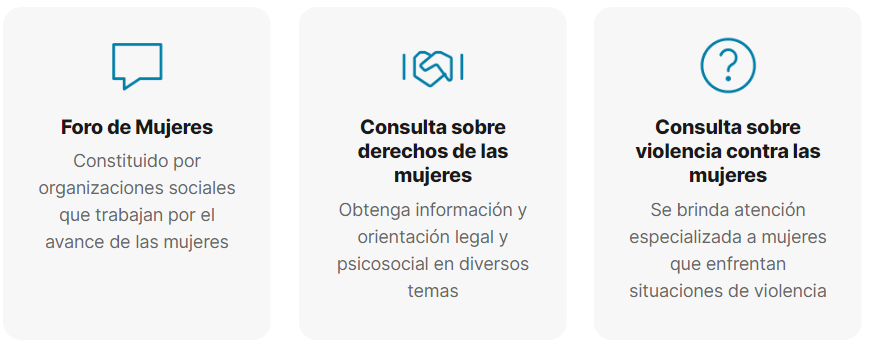 Foro de Mujeres
Constituido por
organizaciones sociales
que trabajan por el
avance de las mujeres
Consulta sobre
derechos de las
mujeres
Obtenga información y
orientación legal y
psicosocial en diversos
temas
Consulta sobre
violencia contra las
mujeres
Se brinda atención
especializada a mujeres
que enfrentan
situaciones de violencia